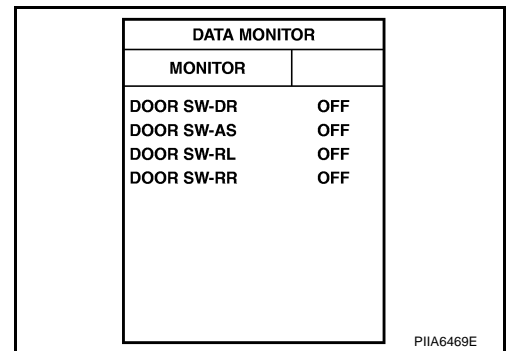 DATA MONITOR
MONITOR
DOOR SW-DR OFF
DOOR SW-AS OFF
DOOR SW-RL OFF
DOOR SW-RR OFF
PIIA6469E